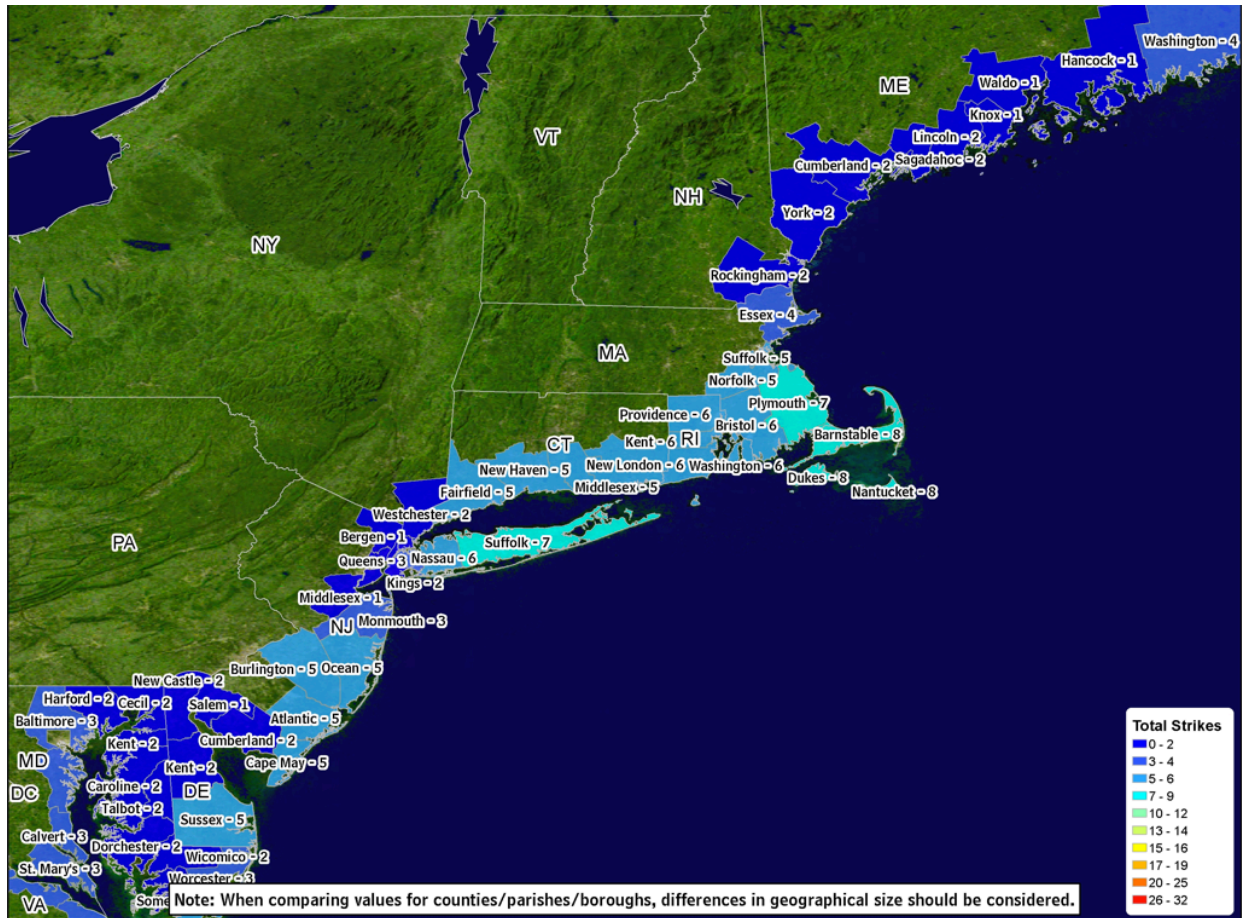 Washington - 4
Hancock - 1
ME
Waldo - 1
Knox - 1
VT
Lincoln - 2
Sagadahoc - 2
Cumberland - 2
NH
York - 2
NY
Rockingham - 2
Essex - 4
MA
Suffolk - 5
Norfolk - 5
Plymouth - 7
Providence - 6
Bristol - 6
Barnstable - 8
CT
Kent - 6
RI
New Haven - 5
New London - 6
Washington - 6
Dukes - 8
Fairfield - 5
Middlesex - 5
Nantucket - 8
Westchester - 2
Bergen - 1
PA
Suffolk - 7
Queens - 3
Nassau - 6
Kings - 2
Middlesex - 1
Monmouth - 3
NJ
Burlington - 5
Ocean - 5
New Castle - 2
Harford - 2
Cecil - 2
Salem - 1
Baltimore - 3
Atlantic - 5
Kent - 2
Cumberland - 2
MD
Kent - 2
Cape May - 5
DC
Caroline - 2
DE
Talbot - 2
Sussex - 5
Calvert - 3
Dorchester - 2
Wicomico - 2
St. Mary's - 3
Worcester - 3
VA
Some
Note: When comparing values for counties/parishes/boroughs, differences in geographical size should be considered.
Total Strikes
0 - 2
3 - 4
5 - 6
7 - 9
10 - 12
13 - 14
15 - 16
17 - 19
20 - 25
26 - 32